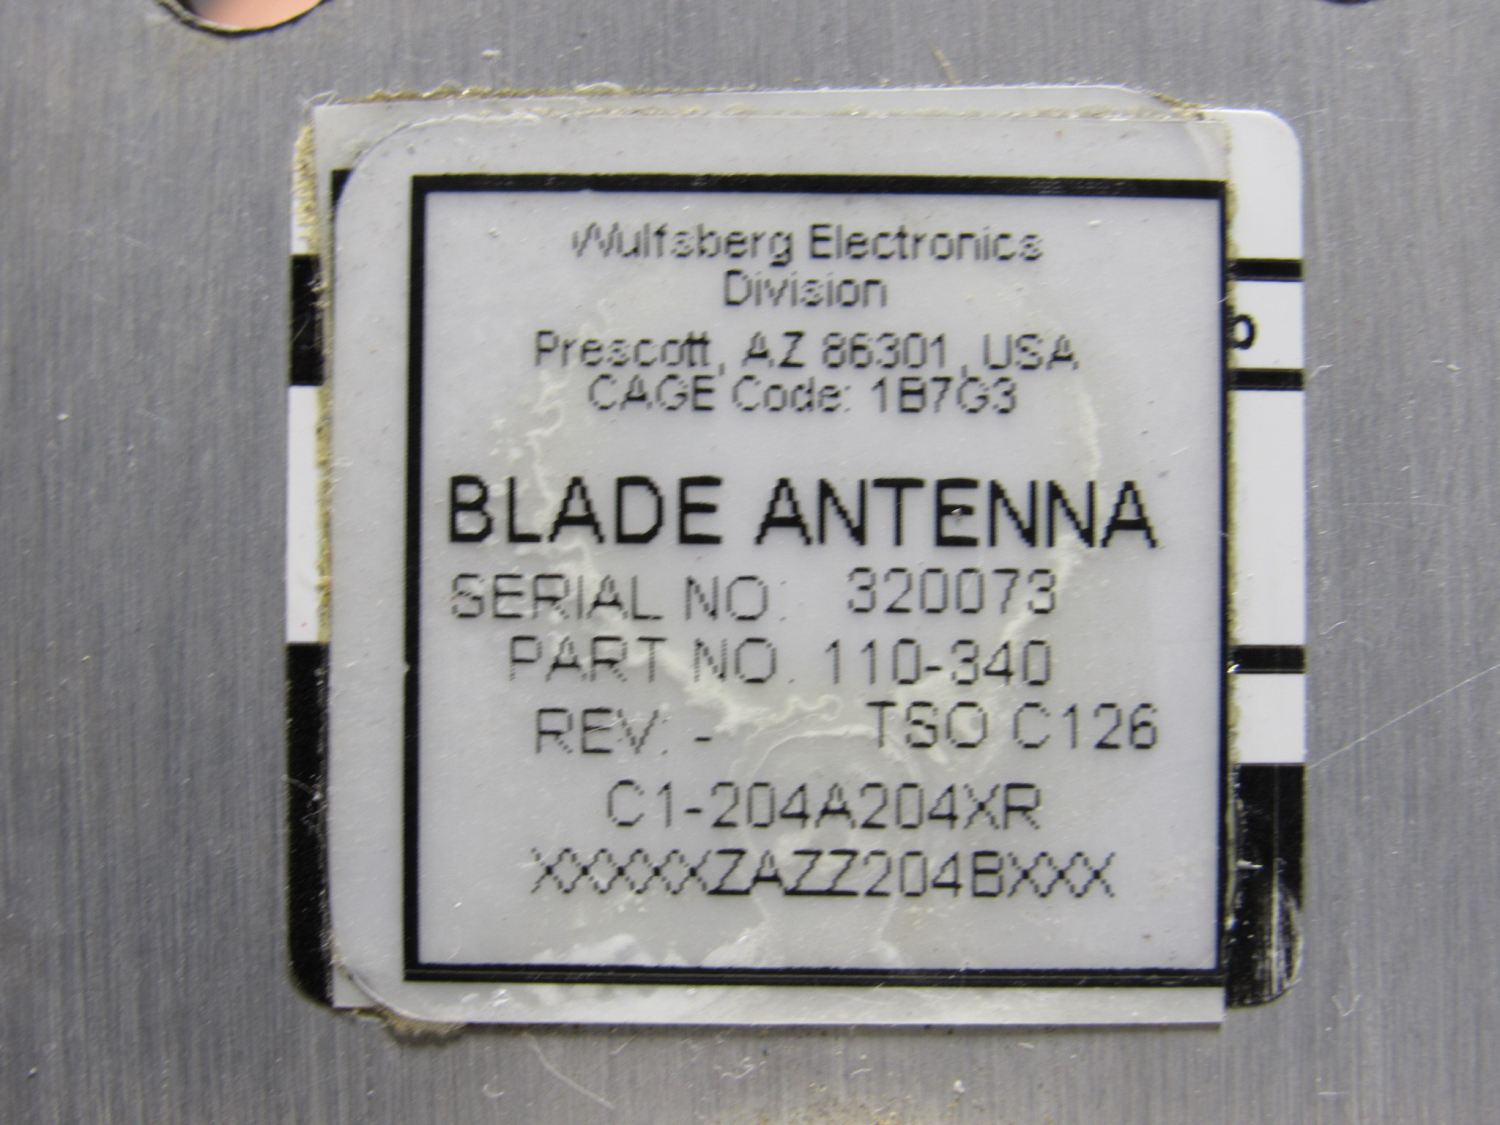 Wulfsberg Electronics
Division
Prescott, AZ 86301, USA
CAGE Code: 1B7G3
BLADE ANTENNA
SERIAL NO: 320073
PART NO. 110-340
REV: - TSO C126
C1-204A204XR
XXXXXZAZZ204BXXX